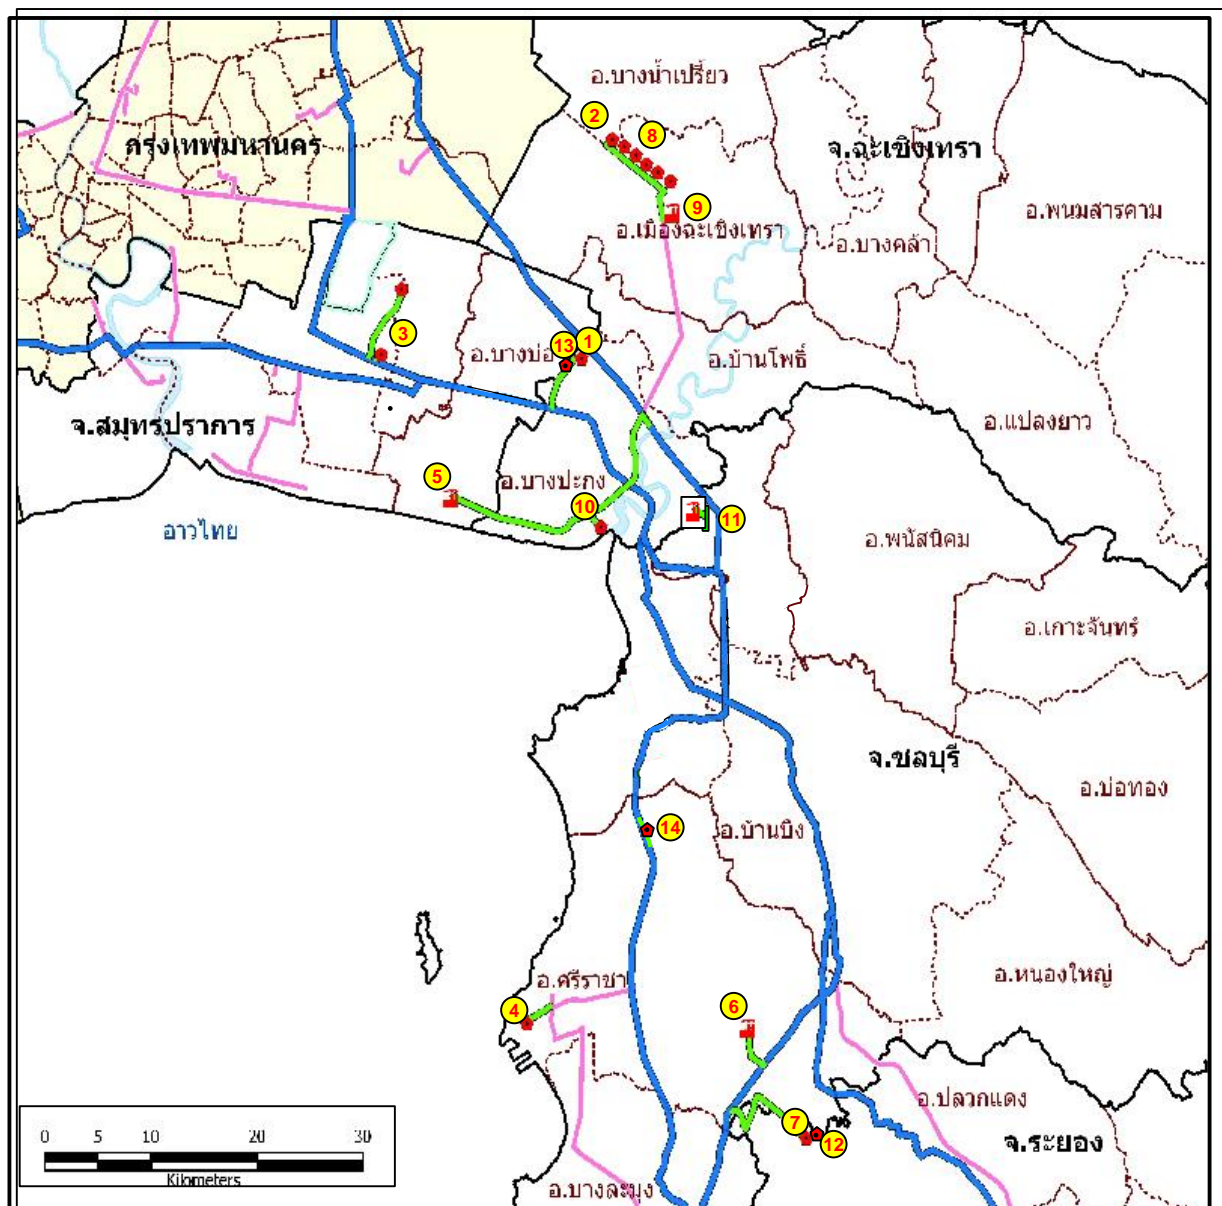 อ.บางน้ำเปรี้ยว
2
8
กรุงเทพมหานคร
จ.ฉะเชิงเทรา
9
อ.พนมสารคาม
อ.เมืองฉะเชิงเทรา
อ.บางคล้า
3
13
1
อ.บางบ่อ
อ.บ้านโพธิ์
จ.สมุทรปราการ
อ.แปลงยาว
5
อ.บางปะกง
10
11
อาวไทย
อ.พนัสนิคม
อ.เกาะจันทร์
จ.ชลบุรี
อ.บ่อทอง
14
อ.บ้านบึง
อ.ศรีราชา
อ.หนองใหญ่
4
6
อ.ปลวกแดง
7
12
จ.ระยอง
0 5 10 20 30
Kilometers
อ.บางละมุง